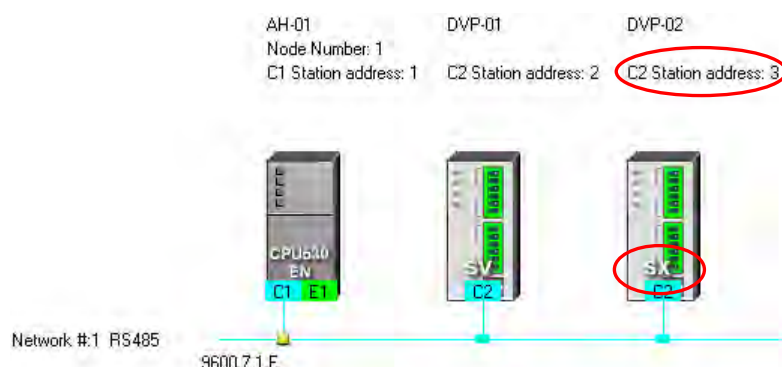 AH-01 DVP-01 DVP-02
Node Number: 1
C1 Station address: 1 C2 Station address: 2 C2 Station address: 3
CPU530
EN SV SX
C1 E1 C2 C2
Network #:1 RS485
9600,7,1,E